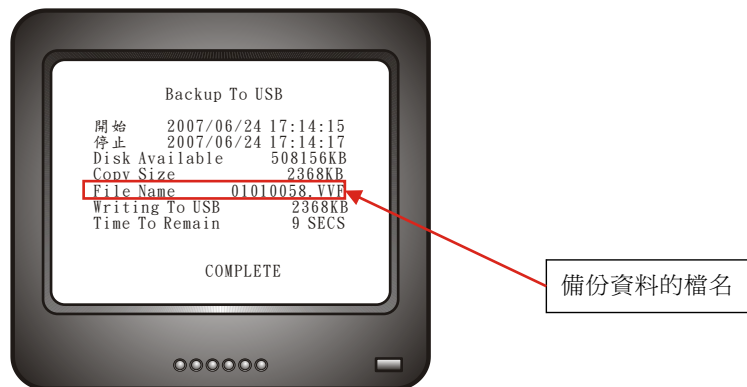 Backup To USB
開始 2007/06/24 17:14:15
停止 2007/06/24 17:14:17
Disk Available 508156KB
Copy Size 2368KB
File Name 01010058.VVF
Writing To USB 2368KB
Time To Remain 9 SECS
COMPLETE
備份資料的檔名